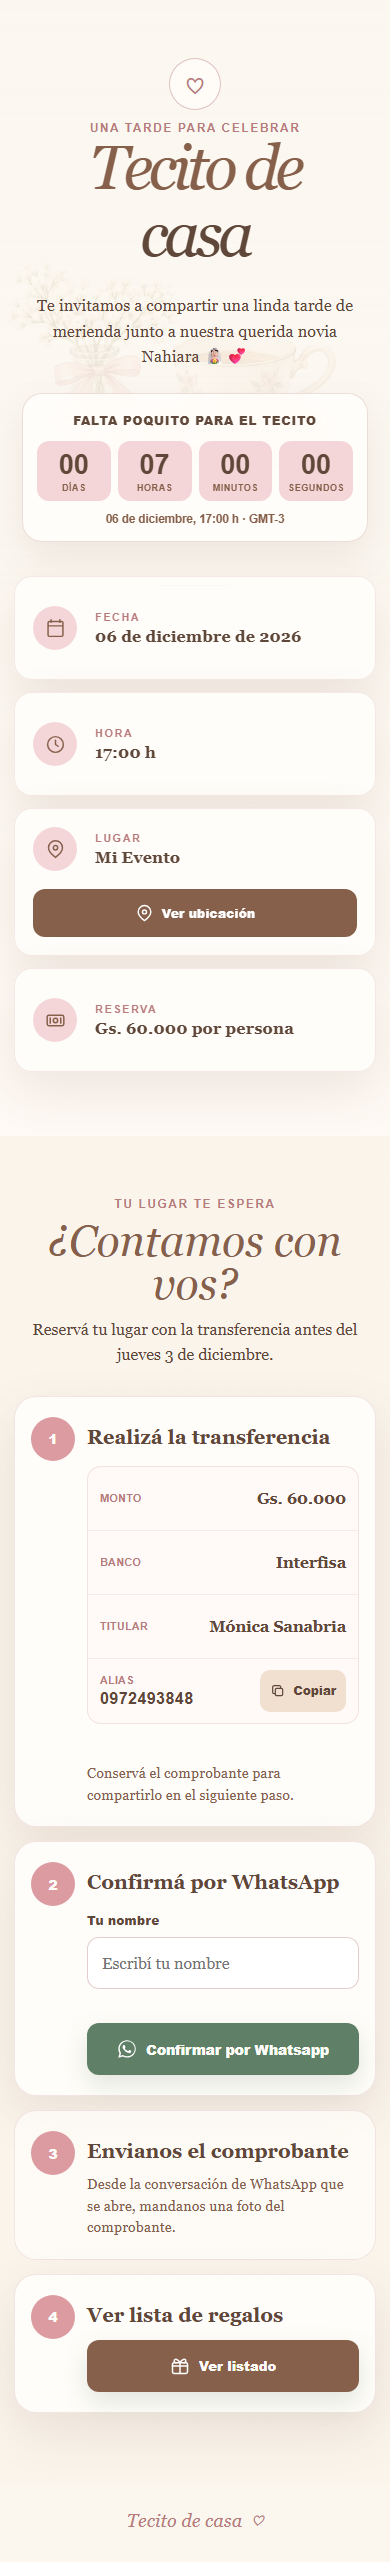 UNA TARDE PARA CELEBRAR
Tecito de
casa
Te invitamos a compartir una linda tarde de
merienda junto a nuestra querida novia
Nahiara 👰🏻‍♀️ 💕
FALTA POQUITO PARA EL TECITO
00 07 00 00
DÍAS HORAS MINUTOS SEGUNDOS
06 de diciembre, 17:00 h · GMT-3
FECHA
06 de diciembre de 2026
HORA
17:00 h
LUGAR
Mi Evento
Ver ubicación
RESERVA
Gs. 60.000 por persona
TU LUGAR TE ESPERA
¿Contamos con
vos?
Reservá tu lugar con la transferencia antes del
jueves 3 de diciembre.
1 Realizá la transferencia
MONTO Gs. 60.000
BANCO Interfisa
TITULAR Mónica Sanabria
ALIAS
0972493848 Copiar
Conservá el comprobante para
compartirlo en el siguiente paso.
2 Confirmá por WhatsApp
Tu nombre
Escribí tu nombre
Confirmar por Whatsapp
3 Envianos el comprobante
Desde la conversación de WhatsApp que
se abre, mandanos una foto del
comprobante.
4 Ver lista de regalos
Ver listado
Tecito de casa ♡